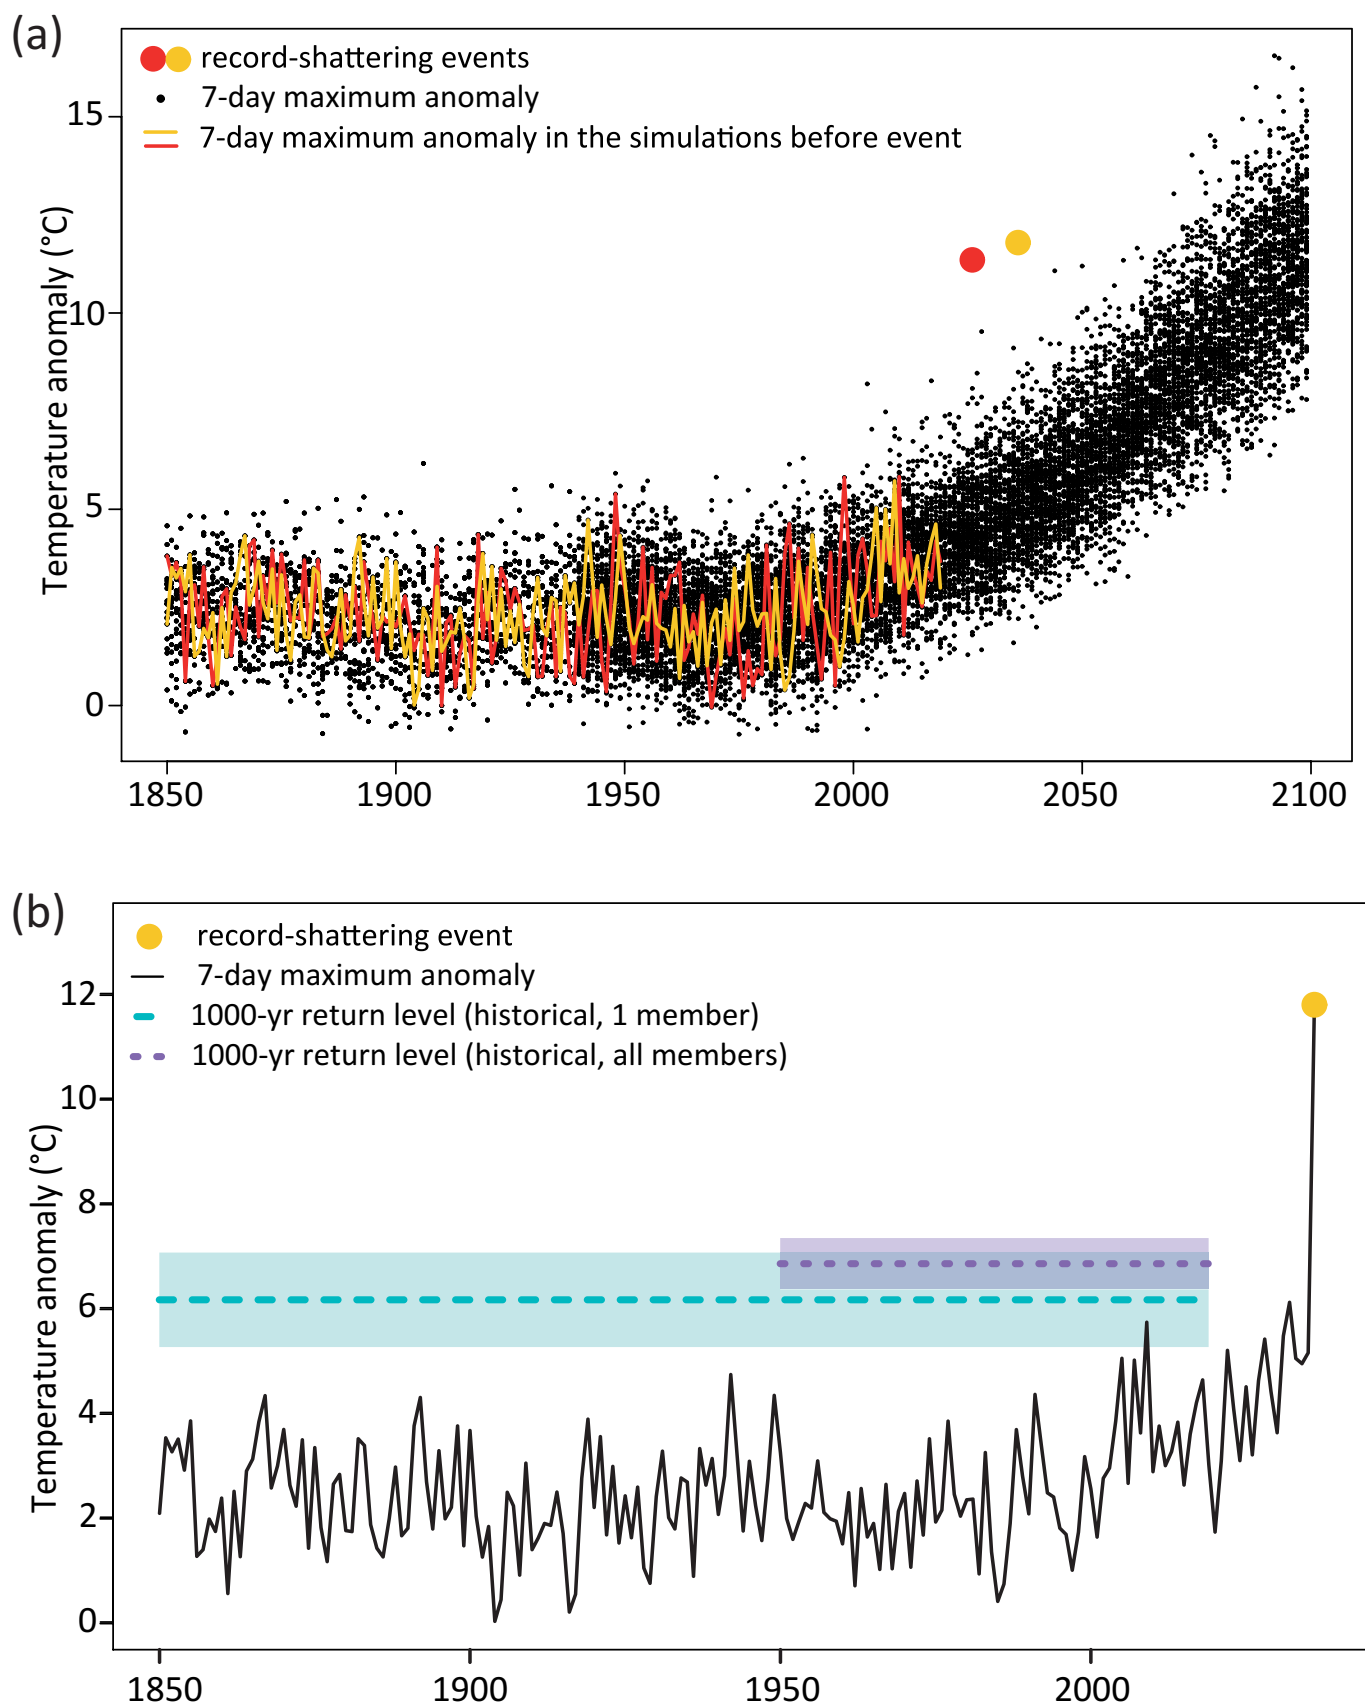 (a)
record-shattering events
7-day maximum anomaly
7-day maximum anomaly in the simulations before event
Temperature anomaly (°C)
15
10
5
0
1850
1900
1950
2000
2050
2100
(b)
record-shattering event
7-day maximum anomaly
1000-yr return level (historical, 1 member)
1000-yr return level (historical, all members)
Temperature anomaly (°C)
12
10
8
6
4
2
0
1850
1900
1950
2000